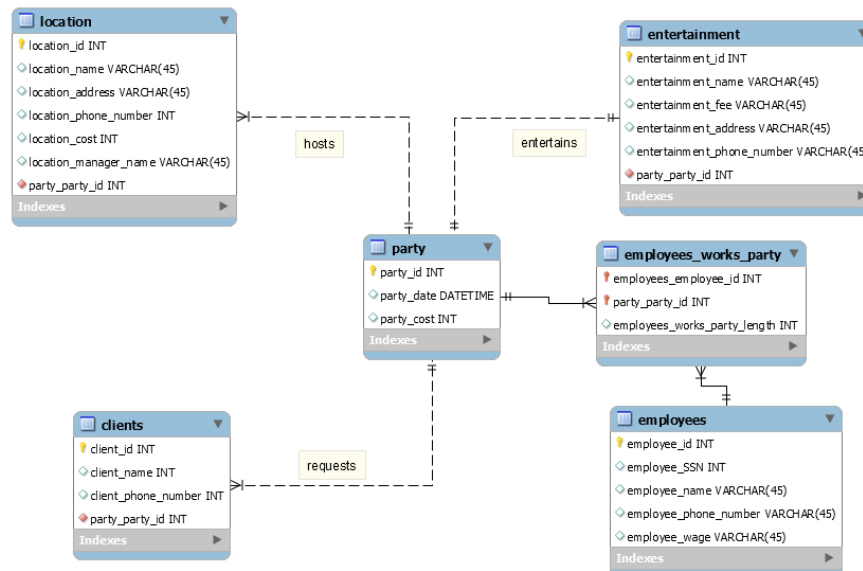 location
location_id INT
location_name VARCHAR(45)
location_address VARCHAR(45)
location_phone_number INT
location_cost INT
location_manager_name VARCHAR(45)
party_party_id INT
Indexes
entertainment
entertainment_id INT
entertainment_name VARCHAR(45)
entertainment_fee VARCHAR(45)
entertainment_address VARCHAR(45)
entertainment_phone_number VARCHAR(45
party_party_id INT
Indexes
hosts
entertains
party
party_id INT
party_date DATETIME
party_cost INT
Indexes
employees_works_party
employees_employee_id INT
party_party_id INT
employees_works_party_length INT
Indexes
clients
client_id INT
client_name INT
client_phone_number INT
party_party_id INT
Indexes
requests
employees
employee_id INT
employee_SSN INT
employee_name VARCHAR(45)
employee_phone_number VARCHAR(45)
employee_wage VARCHAR(45)
Indexes